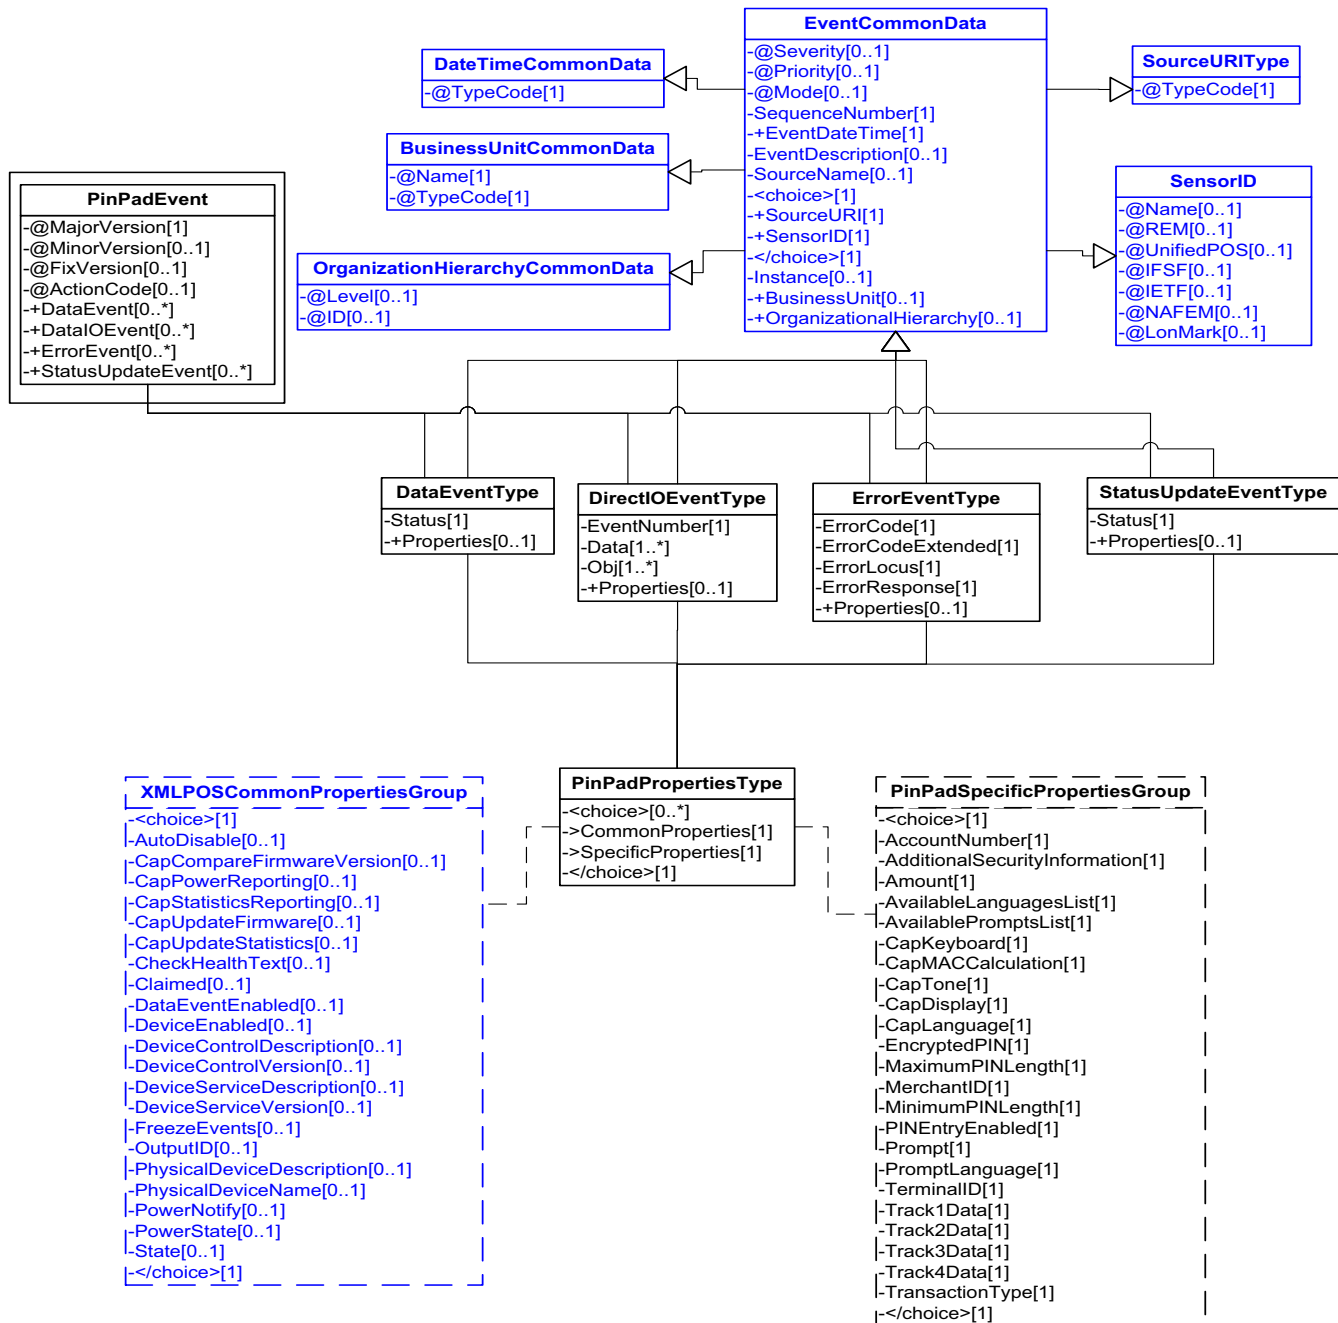 EventCommonData
-@Severity[0..1]
-@Priority[0..1]
-@Mode[0..1]
-SequenceNumber[1]
-+EventDateTime[1]
-EventDescription[0..1]
-SourceName[0..1]
-<choice>[1]
-+SourceURI[1]
-+SensorID[1]
-</choice>[1]
-Instance[0..1]
-+BusinessUnit[0..1]
-+OrganizationalHierarchy[0..1]
DateTimeCommonData
-@TypeCode[1]
SourceURIType
-@TypeCode[1]
BusinessUnitCommonData
-@Name[1]
-@TypeCode[1]
SensorID
-@Name[0..1]
-@REM[0..1]
-@UnifiedPOS[0..1]
-@IFSF[0..1]
-@IETF[0..1]
-@NAFEM[0..1]
-@LonMark[0..1]
PinPadEvent
-@MajorVersion[1]
-@MinorVersion[0..1]
-@FixVersion[0..1]
-@ActionCode[0..1]
-+DataEvent[0..*]
-+DataIOEvent[0..*]
-+ErrorEvent[0..*]
-+StatusUpdateEvent[0..*]
OrganizationHierarchyCommonData
-@Level[0..1]
-@ID[0..1]
DataEventType
-Status[1]
-+Properties[0..1]
DirectIOEventType
-EventNumber[1]
-Data[1..*]
-Obj[1..*]
-+Properties[0..1]
ErrorEventType
-ErrorCode[1]
-ErrorCodeExtended[1]
-ErrorLocus[1]
-ErrorResponse[1]
-+Properties[0..1]
StatusUpdateEventType
-Status[1]
-+Properties[0..1]
XMLPOSCommonPropertiesGroup
-<choice>[1]
-AutoDisable[0..1]
-CapCompareFirmwareVersion[0..1]
-CapPowerReporting[0..1]
-CapStatisticsReporting[0..1]
-CapUpdateFirmware[0..1]
-CapUpdateStatistics[0..1]
-CheckHealthText[0..1]
-Claimed[0..1]
-DataEventEnabled[0..1]
-DeviceEnabled[0..1]
-DeviceControlDescription[0..1]
-DeviceControlVersion[0..1]
-DeviceServiceDescription[0..1]
-DeviceServiceVersion[0..1]
-FreezeEvents[0..1]
-OutputID[0..1]
-PhysicalDeviceDescription[0..1]
-PhysicalDeviceName[0..1]
-PowerNotify[0..1]
-PowerState[0..1]
-State[0..1]
-</choice>[1]
PinPadPropertiesType
-<choice>[0..*]
->CommonProperties[1]
->SpecificProperties[1]
-</choice>[1]
PinPadSpecificPropertiesGroup
-<choice>[1]
-AccountNumber[1]
-AdditionalSecurityInformation[1]
-Amount[1]
-AvailableLanguagesList[1]
-AvailablePromptsList[1]
-CapKeyboard[1]
-CapMACCalculation[1]
-CapTone[1]
-CapDisplay[1]
-CapLanguage[1]
-EncryptedPIN[1]
-MaximumPINLength[1]
-MerchantID[1]
-MinimumPINLength[1]
-PINEntryEnabled[1]
-Prompt[1]
-PromptLanguage[1]
-TerminalID[1]
-Track1Data[1]
-Track2Data[1]
-Track3Data[1]
-Track4Data[1]
-TransactionType[1]
-</choice>[1]